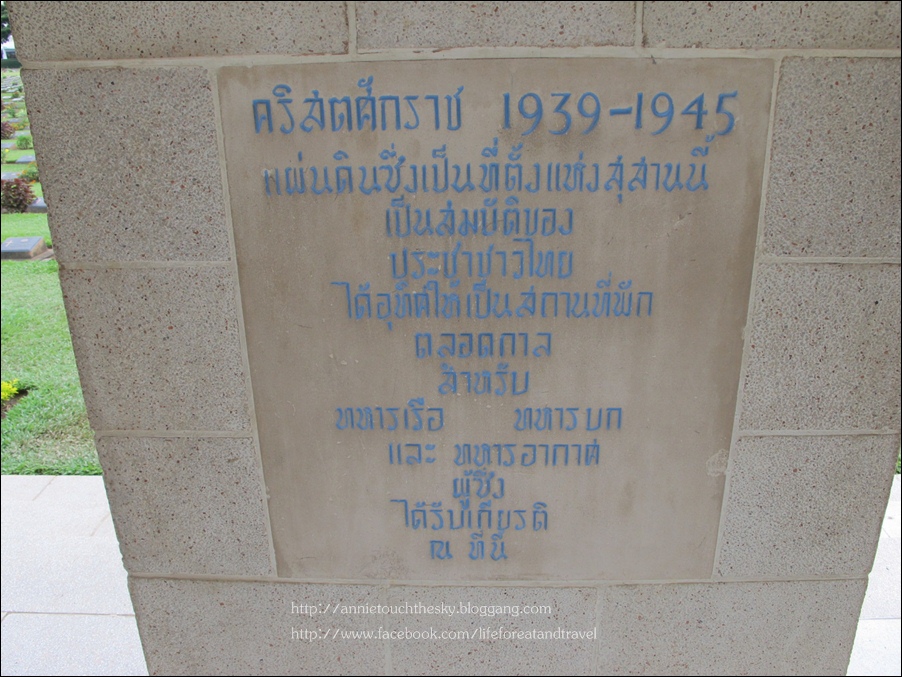 คริสตศักราช 1939-1945
ผผ่นดินซึ่งเป็นที่ตั้งแห่งสุสานนี้
เป็นสมบัติของ
ประชาชาวไทย
ได้อุทิศให้เป็นสถานที่พัก
ตลอดกาล
สำหรับ
ทหารเรือ ทหารบก
และ ทหารอากาศ
ผู้ซึ่ง
ได้รับเกียรติ
ณ ที่นี้
http://annietouchthesky.bloggang.com
http://www.facebook.com/lifeforeatandtravel